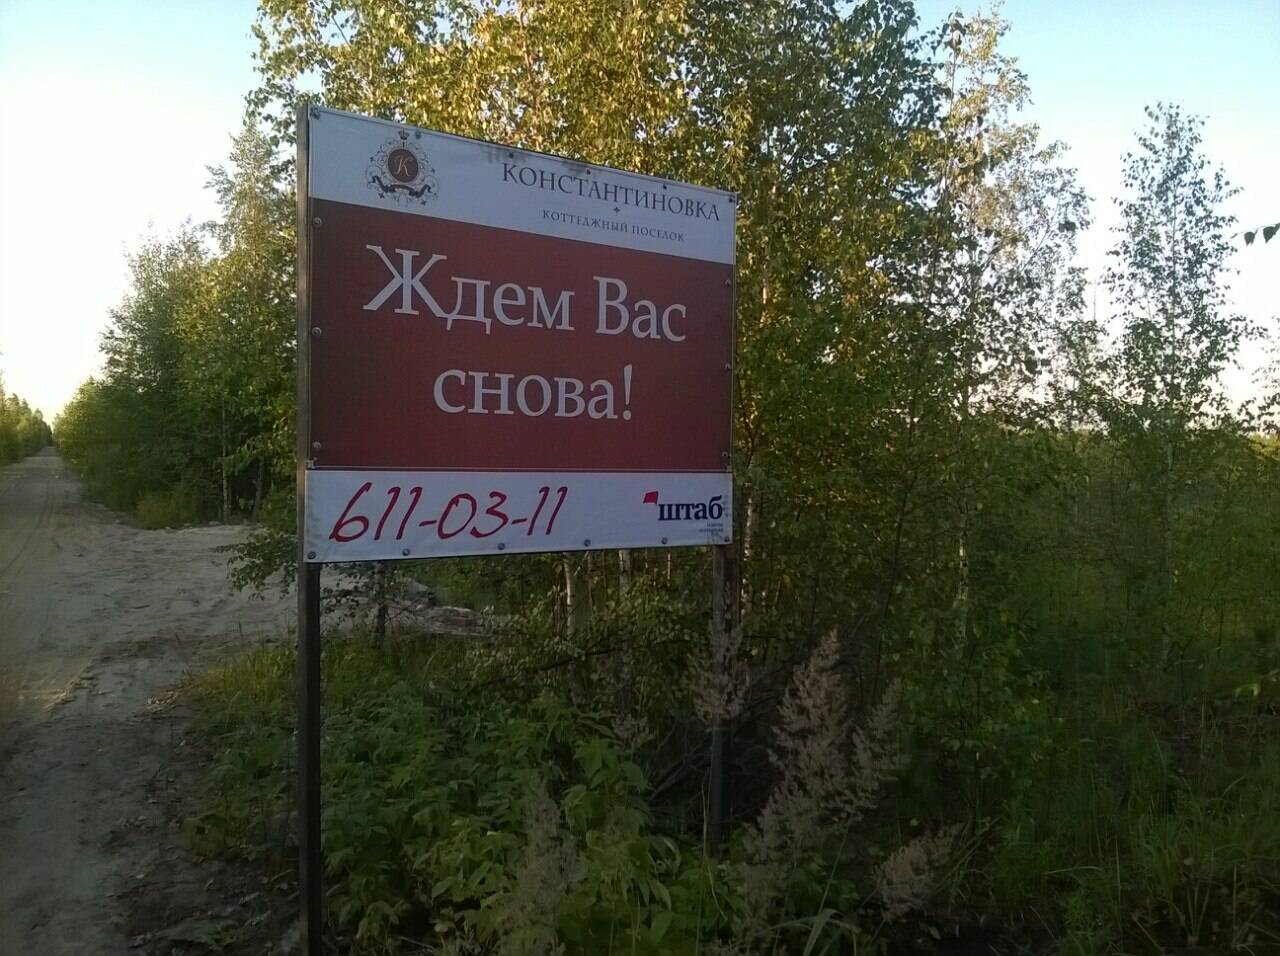 К
КОНСТАНТИНОВКА
КОТТЕДЖНЫЙ ПОСЕЛОК
Ждем Вас
снова!
611-03-11
штаб